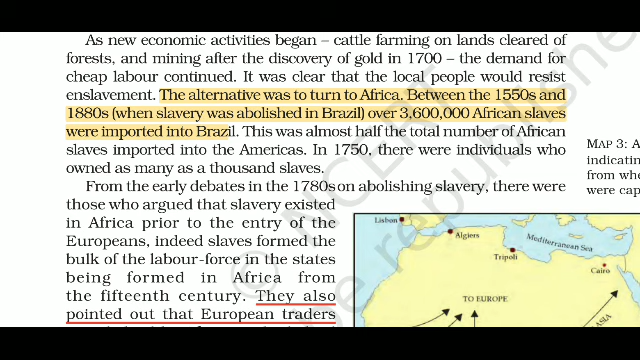 As new economic activities began – cattle farming on lands cleared of
forests, and mining after the discovery of gold in 1700 – the demand for
cheap labour continued. It was clear that the local people would resist
enslavement. The alternative was to turn to Africa. Between the 1550s and
1880s (when slavery was abolished in Brazil) over 3,600,000 African slaves
were imported into Brazil. This was almost half the total number of African
slaves imported into the Americas. In 1750, there were individuals who
owned as many as a thousand slaves.
From the early debates in the 1780s on abolishing slavery, there were
those who argued that slavery existed
in Africa prior to the entry of the
Europeans, indeed slaves formed the
bulk of the labour-force in the states
being formed in Africa from
the fifteenth century. They also
pointed out that European traders
MAP 3: A
indicating
from whe
were cap
Lisbon
Algiers
Tripoli
Mediterranean Sea
Cairo
TO EUROPE
ASIA
© NCERT
be republished